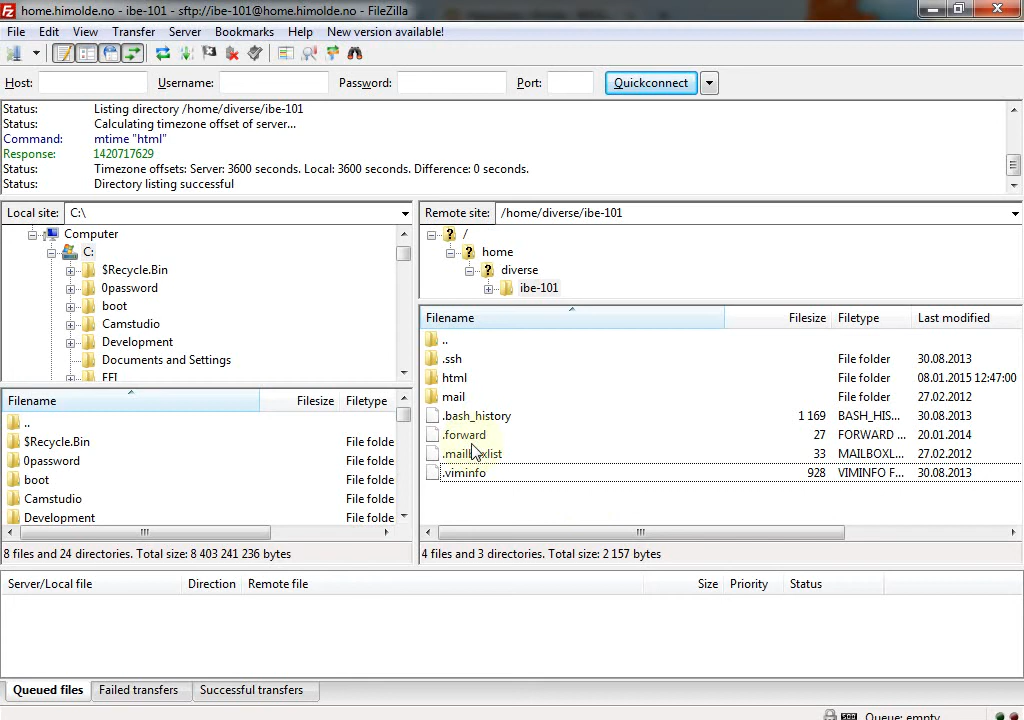 home.himolde.no - ibe-101 - sftp://ibe-101@home.himolde.no - FileZilla
File Edit View Transfer Server Bookmarks Help New version available!
Host: Username: Password: Port: Quickconnect
Status: Listing directory /home/diverse/ibe-101
Status: Calculating timezone offset of server...
Command: mtime "html"
Response: 1420717629
Status: Timezone offsets: Server: 3600 seconds. Local: 3600 seconds. Difference: 0 seconds.
Status: Directory listing successful
Local site: C:\
Computer
C:
$Recycle.Bin
0password
boot
Camstudio
Development
Documents and Settings
EFI
Filename Filesize Filetype
..
$Recycle.Bin File folde
0password File folde
boot File folde
Camstudio File folde
Development File folde
8 files and 24 directories. Total size: 8 403 241 236 bytes
Remote site: /home/diverse/ibe-101
/
home
diverse
ibe-101
Filename Filesize Filetype Last modified
..
.ssh File folder 30.08.2013
html File folder 08.01.2015 12:47:00
mail File folder 27.02.2012
.bash_history 1 169 BASH_HIS... 30.08.2013
.forward 27 FORWARD ... 20.01.2014
.mailboxlist 33 MAILBOXL... 27.02.2012
.viminfo 928 VIMINFO F... 30.08.2013
4 files and 3 directories. Total size: 2 157 bytes
Server/Local file Direction Remote file Size Priority Status
Queued files Failed transfers Successful transfers
Queue: empty